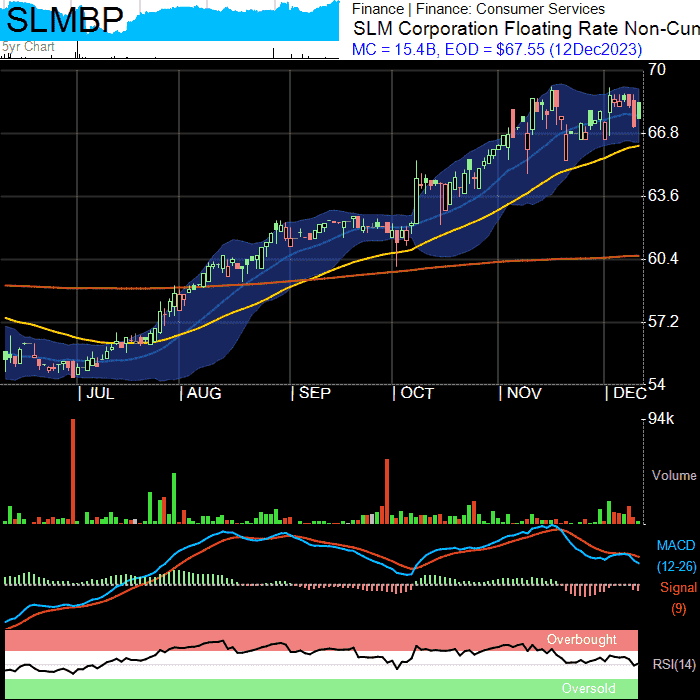 SLMBP
5yr Chart
Finance | Finance: Consumer Services
SLM Corporation Floating Rate Non-Cun
MC = 15.4B, EOD = $67.55 (12Dec2023)
70
66.8
63.6
60.4
57.2
54
| JUL | AUG | SEP | OCT | NOV | DEC
94k
Volume
MACD
(12-26)
Signal
(9)
Overbought
RSI(14)
Oversold